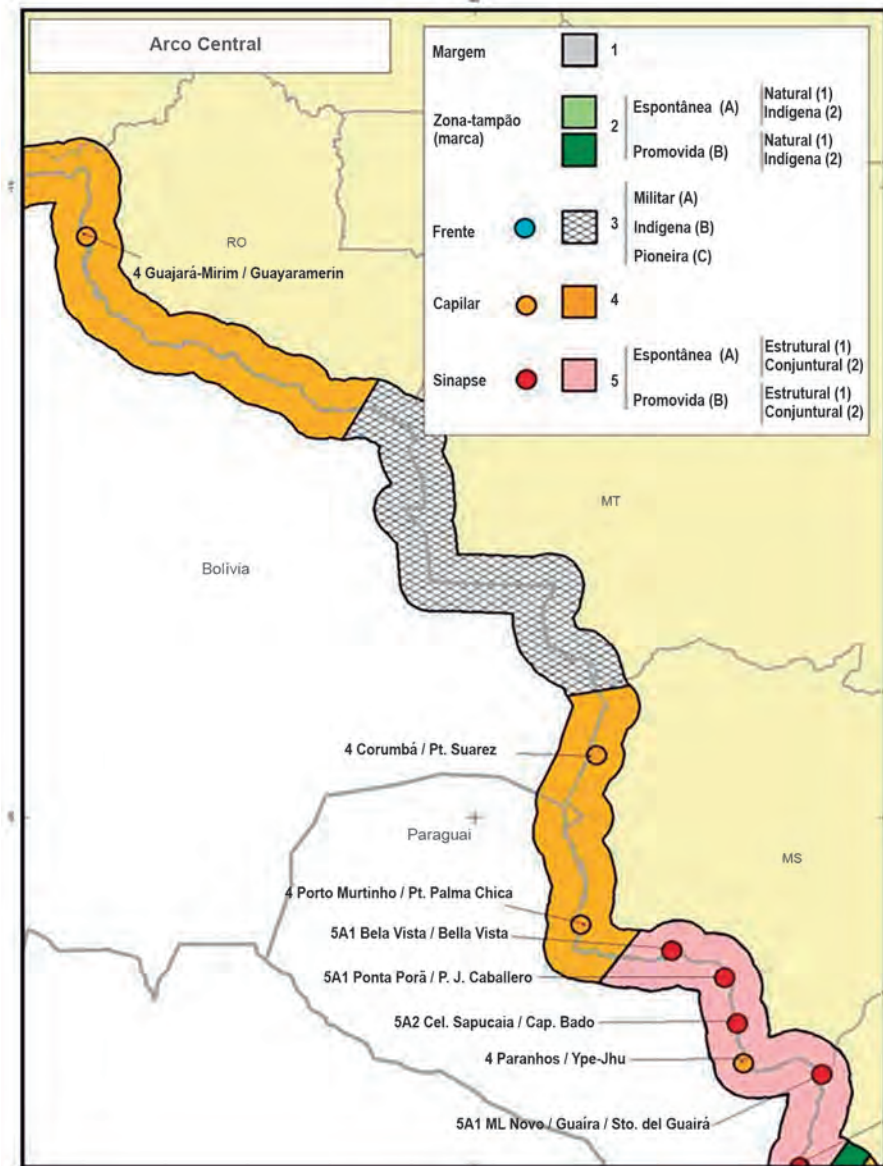 Arco Central
Margem 1
Zona-tampão
(marca)
2
Espontânea (A)
Natural (1)
Indígena (2)
Promovida (B)
Natural (1)
Indígena (2)
Frente 3
Militar (A)
Indígena (B)
Pioneira (C)
Capilar 4
Sinapse 5
Espontânea (A)
Estrutural (1)
Conjuntural (2)
Promovida (B)
Estrutural (1)
Conjuntural (2)
RO
4 Guajará-Mirim / Guayaramerin
MT
Bolívia
4 Corumbá / Pt. Suarez
Paraguai
MS
4 Porto Murtinho / Pt. Palma Chica
5A1 Bela Vista / Bella Vista
5A1 Ponta Porã / P. J. Caballero
5A2 Cel. Sapucaia / Cap. Bado
4 Paranhos / Ype-Jhu
5A1 ML Novo / Guaíra / Sto. del Guairá